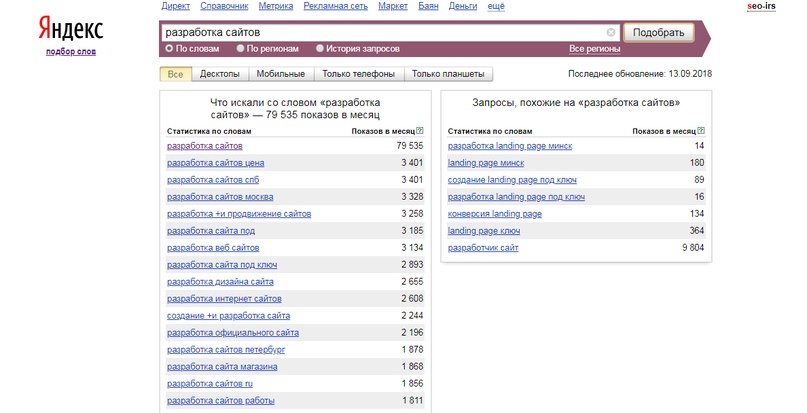 Директ Справочник Метрика Рекламная сеть Маркет Баян Деньги ещё
seo-irs
Яндекс
подбор слов
разработка сайтов
Подобрать
По словам По регионам История запросов Все регионы
Все Десктопы Мобильные Только телефоны Только планшеты
Последнее обновление: 13.09.2018
Что искали со словом «разработка
сайтов» — 79 535 показов в месяц
Статистика по словам Показов в месяц ?
разработка сайтов 79 535
разработка сайтов цена 3 401
разработка сайтов спб 3 401
разработка сайтов москва 3 328
разработка +и продвижение сайтов 3 258
разработка сайта под 3 185
разработка веб сайтов 3 134
разработка сайта под ключ 2 893
разработка дизайна сайта 2 655
разработка интернет сайтов 2 608
создание +и разработка сайта 2 244
разработка официального сайта 2 196
разработка сайтов петербург 1 878
разработка сайта магазина 1 868
разработка сайтов ru 1 856
разработка сайтов работы 1 811
Запросы, похожие на «разработка сайтов»
Статистика по словам Показов в месяц ?
разработка landing page минск 14
landing page минск 180
создание landing page под ключ 89
разработка landing page под ключ 16
конверсия landing page 134
landing page ключ 364
разработчик сайт 9 804